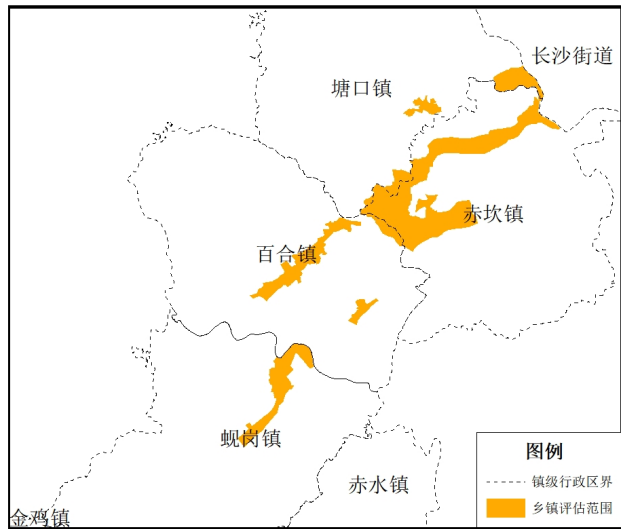 长沙街道
塘口镇
赤坎镇
百合镇
蚬岗镇
赤水镇
金鸡镇
图例
镇级行政区界
乡镇评估范围